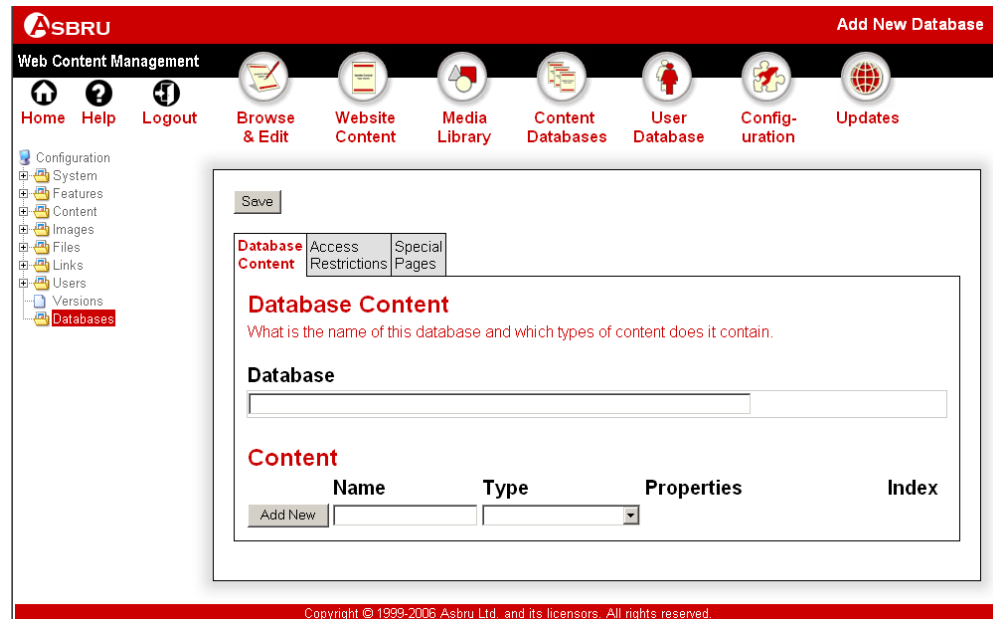 ASBRU
Add New Database
Web Content Management
Home Help Logout
Browse & Edit
Website Content
Media Library
Content Databases
User Database
Config-uration
Updates
Configuration
System
Features
Content
Images
Files
Links
Users
Versions
Databases
Save
Database Content
Access Restrictions
Special Pages
Database Content
What is the name of this database and which types of content does it contain.
Database
Content
Name Type Properties Index
Add New
Copyright © 1999-2006 Asbru Ltd. and its licensors. All rights reserved.